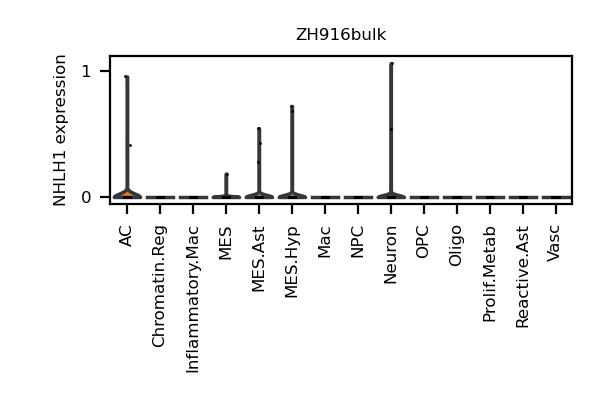 ZH916bulk
NHLH1 expression
1
0
AC
Chromatin.Reg
Inflammatory.Mac
MES
MES.Ast
MES.Hyp
Mac
NPC
Neuron
OPC
Oligo
Prolif.Metab
Reactive.Ast
Vasc